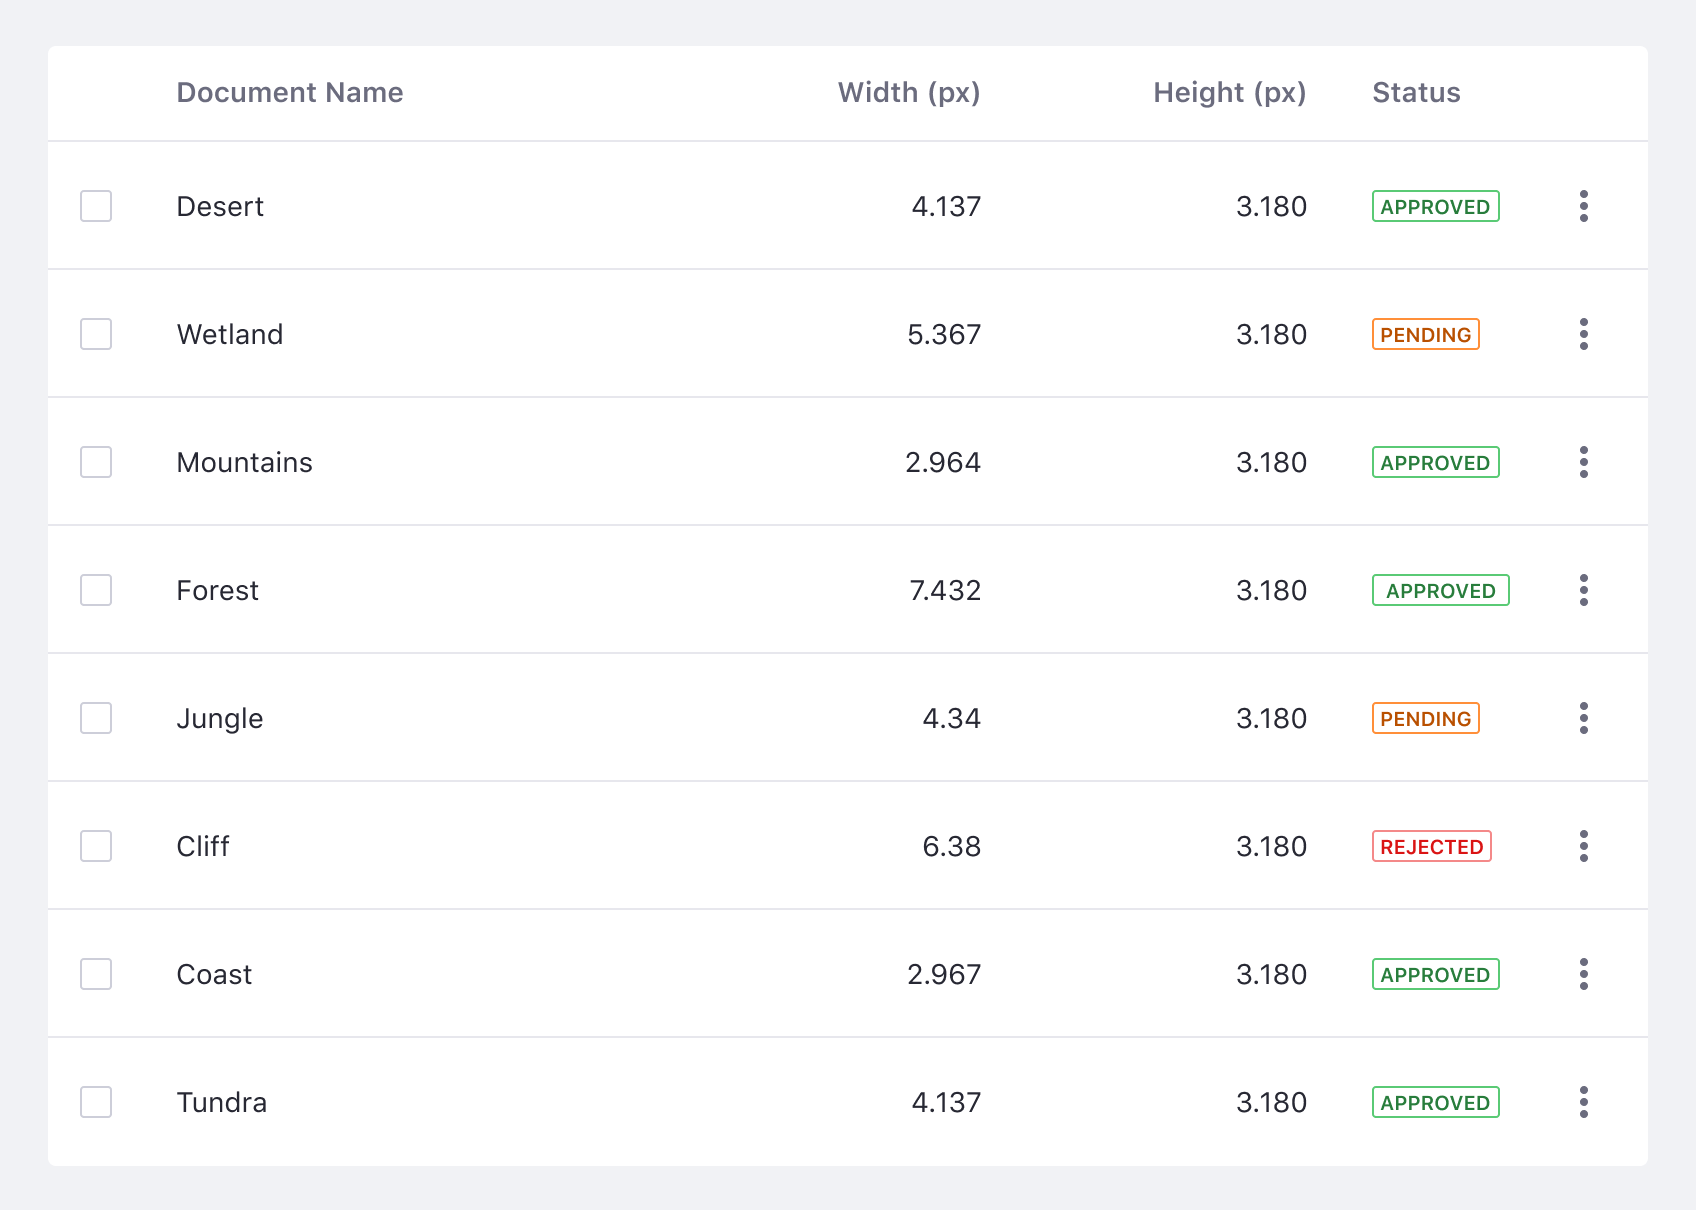 Document Name Width (px) Height (px) Status
Desert 4.137 3.180 APPROVED
Wetland 5.367 3.180 PENDING
Mountains 2.964 3.180 APPROVED
Forest 7.432 3.180 APPROVED
Jungle 4.34 3.180 PENDING
Cliff 6.38 3.180 REJECTED
Coast 2.967 3.180 APPROVED
Tundra 4.137 3.180 APPROVED